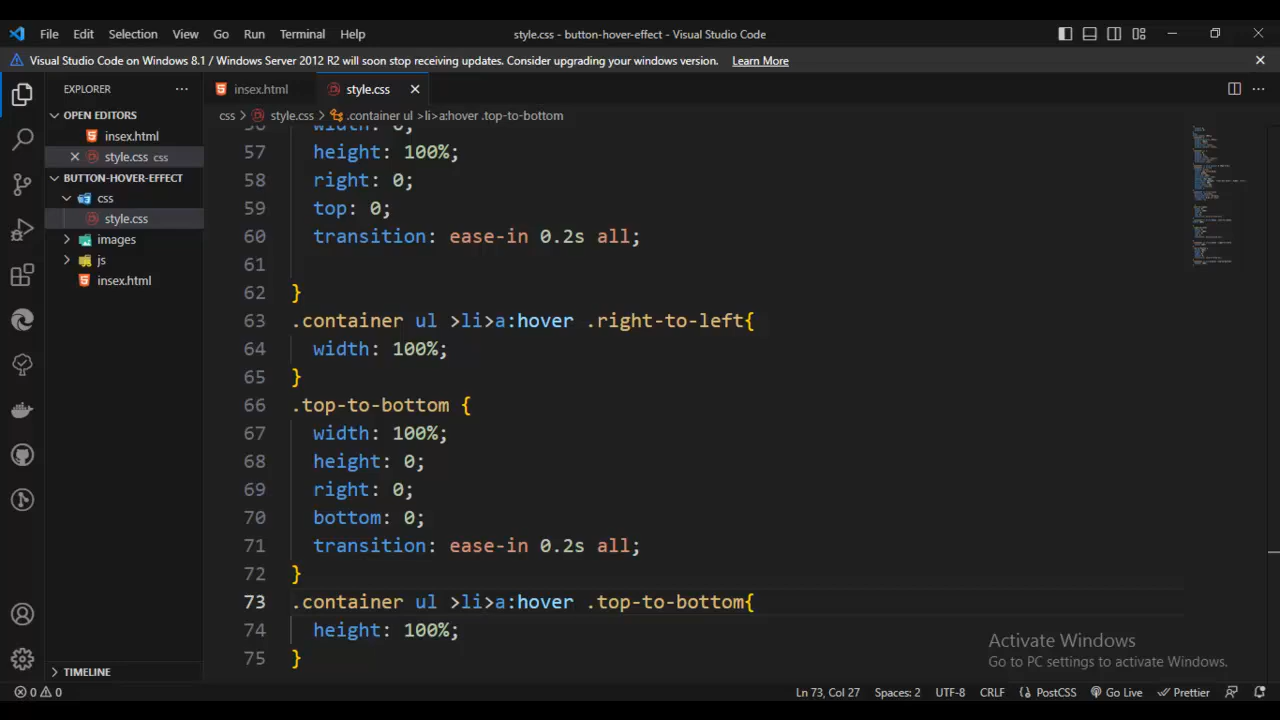 File Edit Selection View Go Run Terminal Help style.css - button-hover-effect - Visual Studio Code
Visual Studio Code on Windows 8.1 / Windows Server 2012 R2 will soon stop receiving updates. Consider upgrading your windows version. Learn More
EXPLORER
OPEN EDITORS
insex.html
style.css css
BUTTON-HOVER-EFFECT
css
style.css
images
js
insex.html
TIMELINE
insex.html style.css
css > style.css > .container ul >li>a:hover .top-to-bottom
56 width: 0;
57 height: 100%;
58 right: 0;
59 top: 0;
60 transition: ease-in 0.2s all;
61
62 }
63 .container ul >li>a:hover .right-to-left{
64 width: 100%;
65 }
66 .top-to-bottom {
67 width: 100%;
68 height: 0;
69 right: 0;
70 bottom: 0;
71 transition: ease-in 0.2s all;
72 }
73 .container ul >li>a:hover .top-to-bottom{
74 height: 100%;
75 }
Activate Windows
Go to PC settings to activate Windows.
0 0 Ln 73, Col 27 Spaces: 2 UTF-8 CRLF PostCSS Go Live Prettier